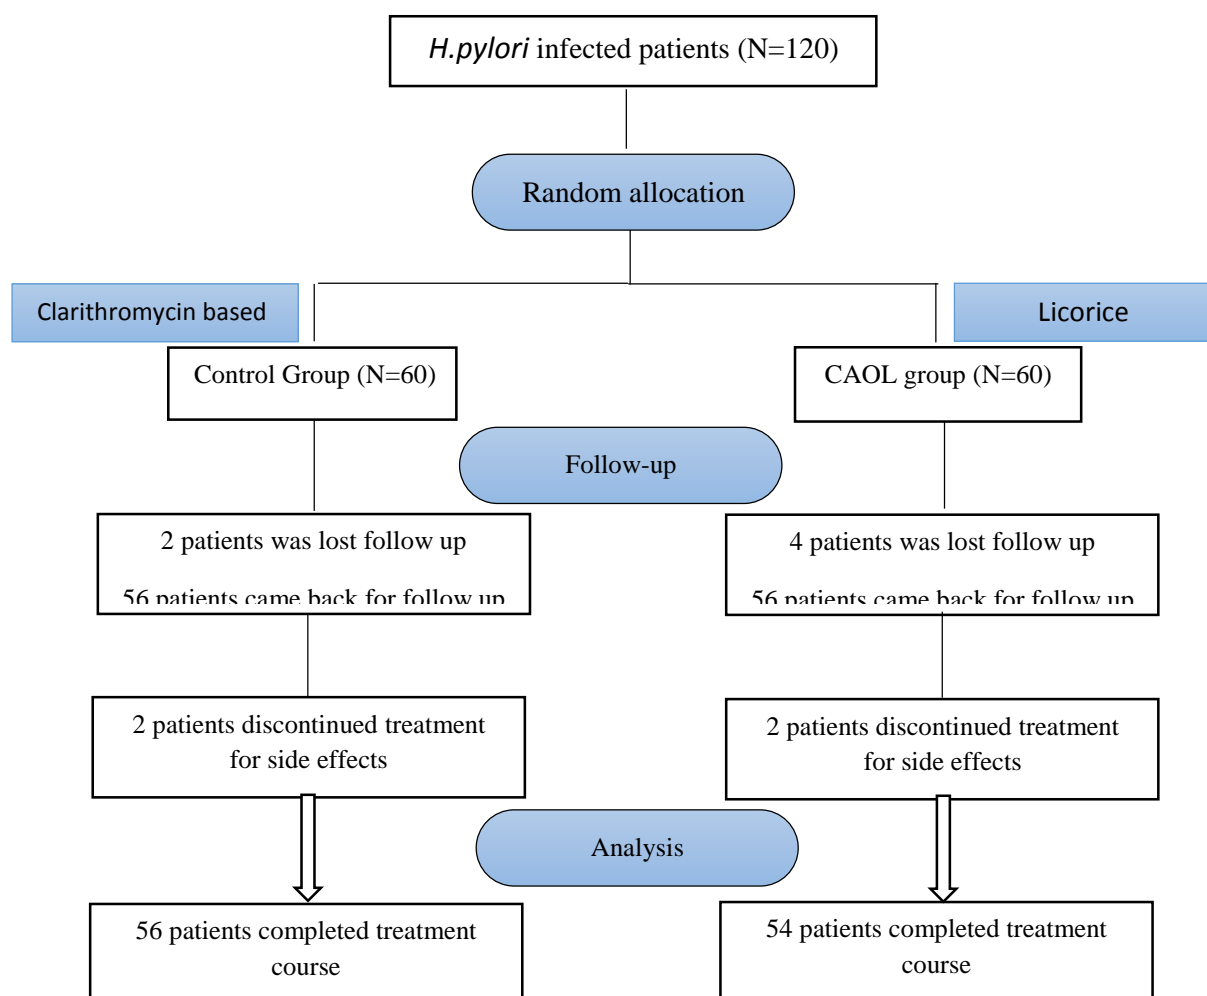 H.pylori infected patients (N=120)
Random allocation
Clarithromycin based
Licorice
Control Group (N=60)
CAOL group (N=60)
Follow-up
2 patients was lost follow up
56 patients came back for follow up
4 patients was lost follow up
56 patients came back for follow up
2 patients discontinued treatment
for side effects
2 patients discontinued treatment
for side effects
Analysis
56 patients completed treatment
course
54 patients completed treatment
course